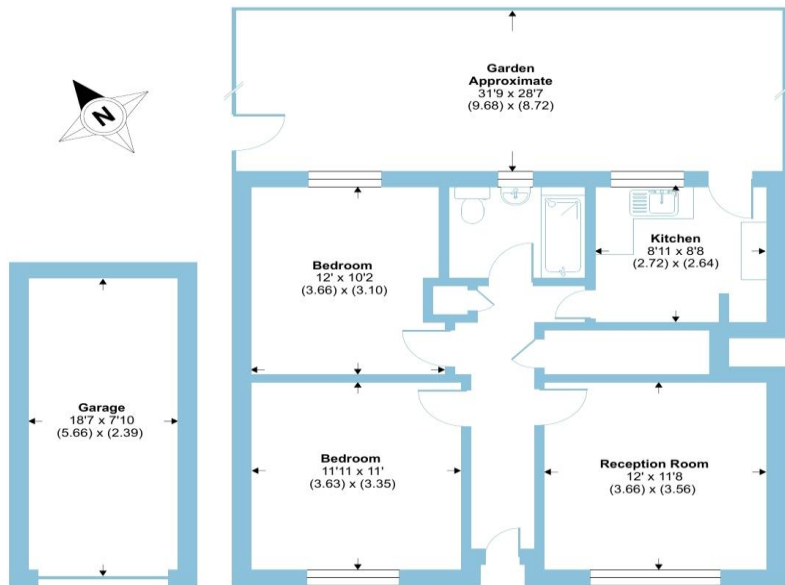 Garden
Approximate
31'9 x 28'7
(9.68) x (8.72)
N
Bedroom
12' x 10'2
(3.66) x (3.10)
Kitchen
8'11 x 8'8
(2.72) x (2.64)
Garage
18'7 x 7'10
(5.66) x (2.39)
Bedroom
11'11 x 11'
(3.63) x (3.35)
Reception Room
12' x 11'8
(3.66) x (3.56)